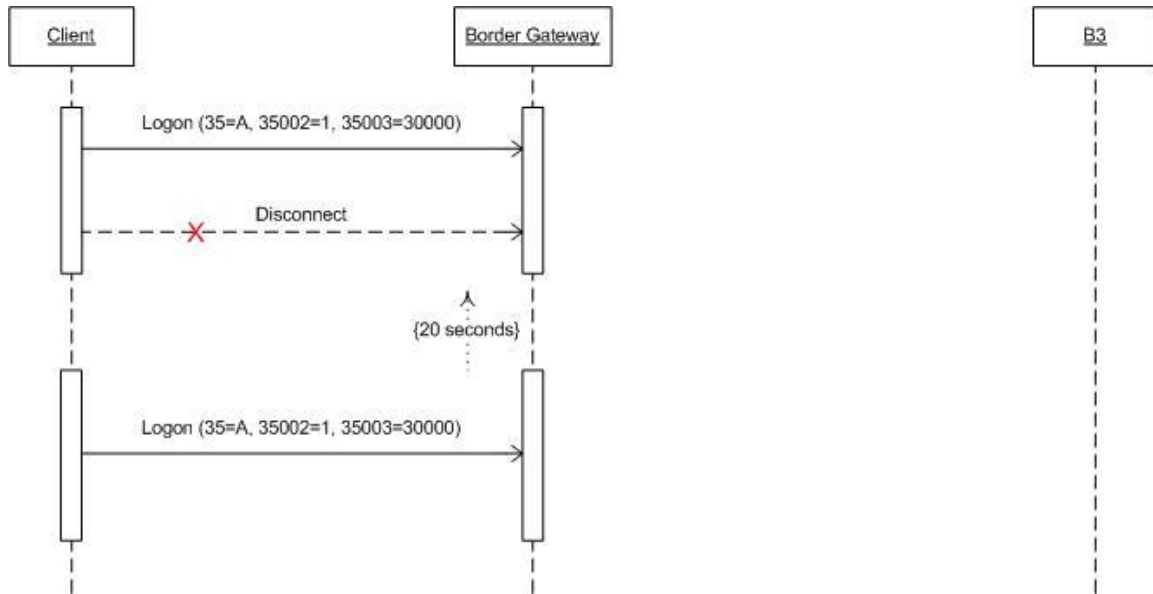 Client
Border Gateway
B3
Logon (35=A, 35002=1, 35003=30000)
Disconnect
{20 seconds}
Logon (35=A, 35002=1, 35003=30000)